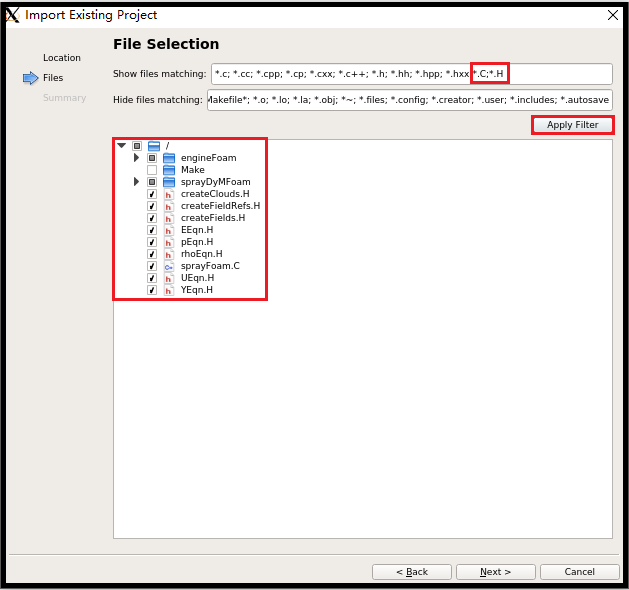 Import Existing Project
Location
Files
Summary
File Selection
Show files matching: *.c; *.cc; *.cpp; *.cp; *.cxx; *.c++; *.h; *.hh; *.hpp; *.hxx *.C;*.H
Hide files matching: Makefile*; *.o; *.lo; *.la; *.obj; *~; *.files; *.config; *.creator; *.user; *.includes; *.autosave
Apply Filter
/
engineFoam
Make
sprayDyMFoam
createClouds.H
createFieldRefs.H
createFields.H
EEqn.H
pEqn.H
rhoEqn.H
sprayFoam.C
UEqn.H
YEqn.H
< Back
Next >
Cancel